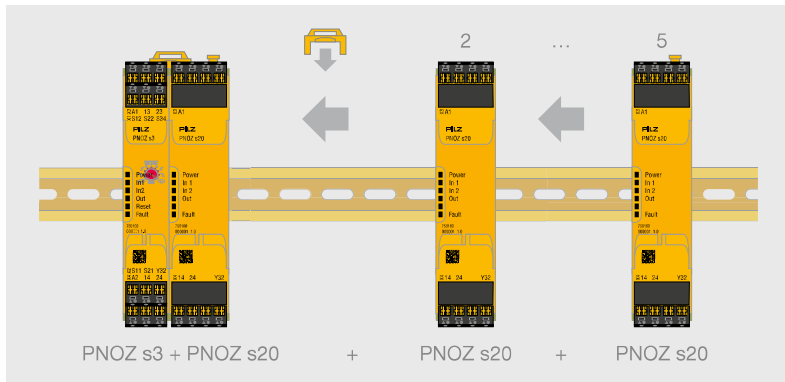 2 ... 5
A1 13 23
S12 S22 S34
A1
A1
A1
PILZ
PNOZ s3
PILZ
PNOZ s20
PILZ
PNOZ s20
PILZ
PNOZ s20
Power
In1
In2
Out
Reset
Fault
Power
In 1
In 2
Out
Fault
Power
In 1
In 2
Out
Fault
Power
In 1
In 2
Out
Fault
S11 S21 Y32
A2 14 24
14 24 Y32
14 24 Y32
14 24 Y32
PNOZ s3 + PNOZ s20 + PNOZ s20 + PNOZ s20